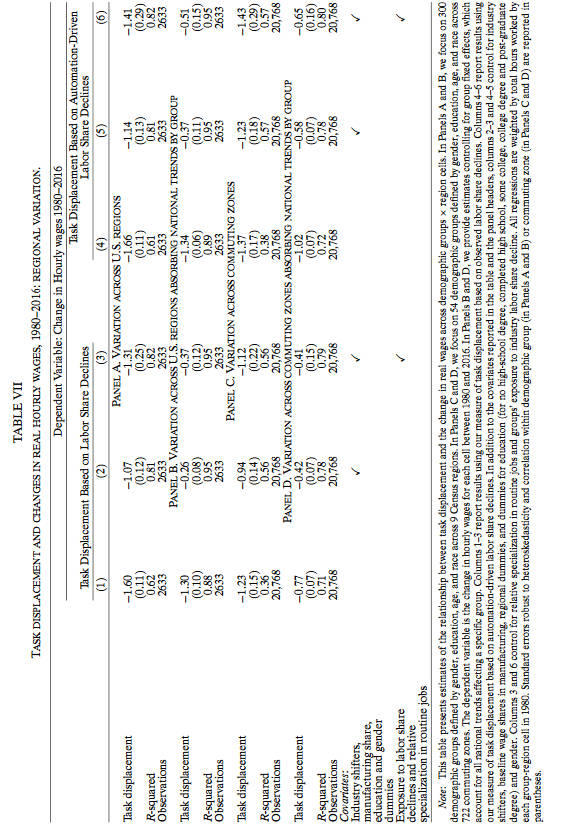 TABLE VII
TASK DISPLACEMENT AND CHANGES IN REAL HOURLY WAGES, 1980–2016: REGIONAL VARIATION.
Dependent Variable: Change in Hourly wages 1980–2016
Task Displacement Based on Labor Share Declines Task Displacement Based on Automation-Driven Labor Share Declines
(1) (2) (3) (4) (5) (6)
PANEL A. VARIATION ACROSS U.S. REGIONS
Task displacement −1.60 −1.07 −1.31 −1.66 −1.14 −1.41
(0.11) (0.12) (0.25) (0.11) (0.13) (0.29)
R-squared 0.62 0.81 0.82 0.61 0.81 0.82
Observations 2633 2633 2633 2633 2633 2633
PANEL B. VARIATION ACROSS U.S. REGIONS ABSORBING NATIONAL TRENDS BY GROUP
Task displacement −1.30 −0.26 −0.37 −1.34 −0.37 −0.51
(0.10) (0.08) (0.12) (0.06) (0.11) (0.15)
R-squared 0.88 0.95 0.95 0.89 0.95 0.95
Observations 2633 2633 2633 2633 2633 2633
PANEL C. VARIATION ACROSS COMMUTING ZONES
Task displacement −1.23 −0.94 −1.12 −1.37 −1.23 −1.43
(0.15) (0.14) (0.22) (0.17) (0.18) (0.29)
R-squared 0.36 0.56 0.56 0.38 0.57 0.57
Observations 20,768 20,768 20,768 20,768 20,768 20,768
PANEL D. VARIATION ACROSS COMMUTING ZONES ABSORBING NATIONAL TRENDS BY GROUP
Task displacement −0.77 −0.42 −0.41 −1.02 −0.58 −0.65
(0.07) (0.07) (0.15) (0.07) (0.07) (0.16)
R-squared 0.71 0.78 0.79 0.72 0.78 0.80
Observations 20,768 20,768 20,768 20,768 20,768 20,768
Covariates:
Industry shifters, ✓ ✓ ✓ ✓
manufacturing share,
education and gender
dummies
Exposure to labor share ✓ ✓
declines and relative
specialization in routine jobs
Note: This table presents estimates of the relationship between task displacement and the change in real wages across demographic groups × region cells. In Panels A and B, we focus on 300
demographic groups defined by gender, education, age, and race across 9 Census regions. In Panels C and D, we focus on 54 demographic groups defined by gender, education, age, and race across
722 commuting zones. The dependent variable is the change in hourly wages for each cell between 1980 and 2016. In Panels B and D, we provide estimates controlling for group fixed effects, which
account for all national trends affecting a specific group. Columns 1–3 report results using our measure of task displacement based on observed labor share declines. Columns 4–6 report results using
our measure of task displacement based on automation-driven labor share declines. In addition to the covariates reported in the table and the panel headers, columns 2–3 and 4–5 control for industry
shifters, baseline wage shares in manufacturing, regional dummies, and dummies for education (for no high-school degree, completed high school, some college, college degree and post-graduate
degree) and gender. Columns 3 and 6 control for relative specialization in routine jobs and groups' exposure to industry labor share decline. All regressions are weighted by total hours worked by
each group-region cell in 1980. Standard errors robust to heteroskedasticity and correlation within demographic group (in Panels A and B) or commuting zone (in Panels C and D) are reported in
parentheses.